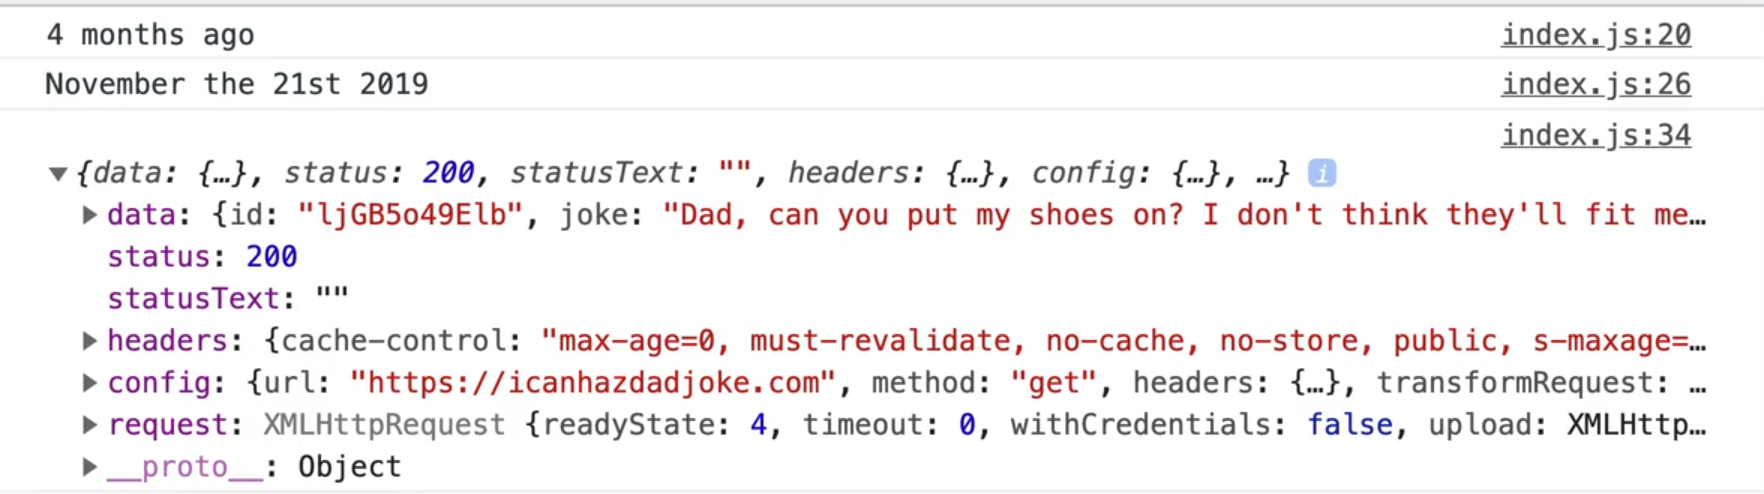 4 months ago index.js:20
November the 21st 2019 index.js:26
index.js:34
▼{data: {…}, status: 200, statusText: "", headers: {…}, config: {…}, …} i
▶data: {id: "ljGB5o49Elb", joke: "Dad, can you put my shoes on? I don't think they'll fit me…
status: 200
statusText: ""
▶headers: {cache-control: "max-age=0, must-revalidate, no-cache, no-store, public, s-maxage=…
▶config: {url: "https://icanhazdadjoke.com", method: "get", headers: {…}, transformRequest: …
▶request: XMLHttpRequest {readyState: 4, timeout: 0, withCredentials: false, upload: XMLHttp…
▶__proto__: Object